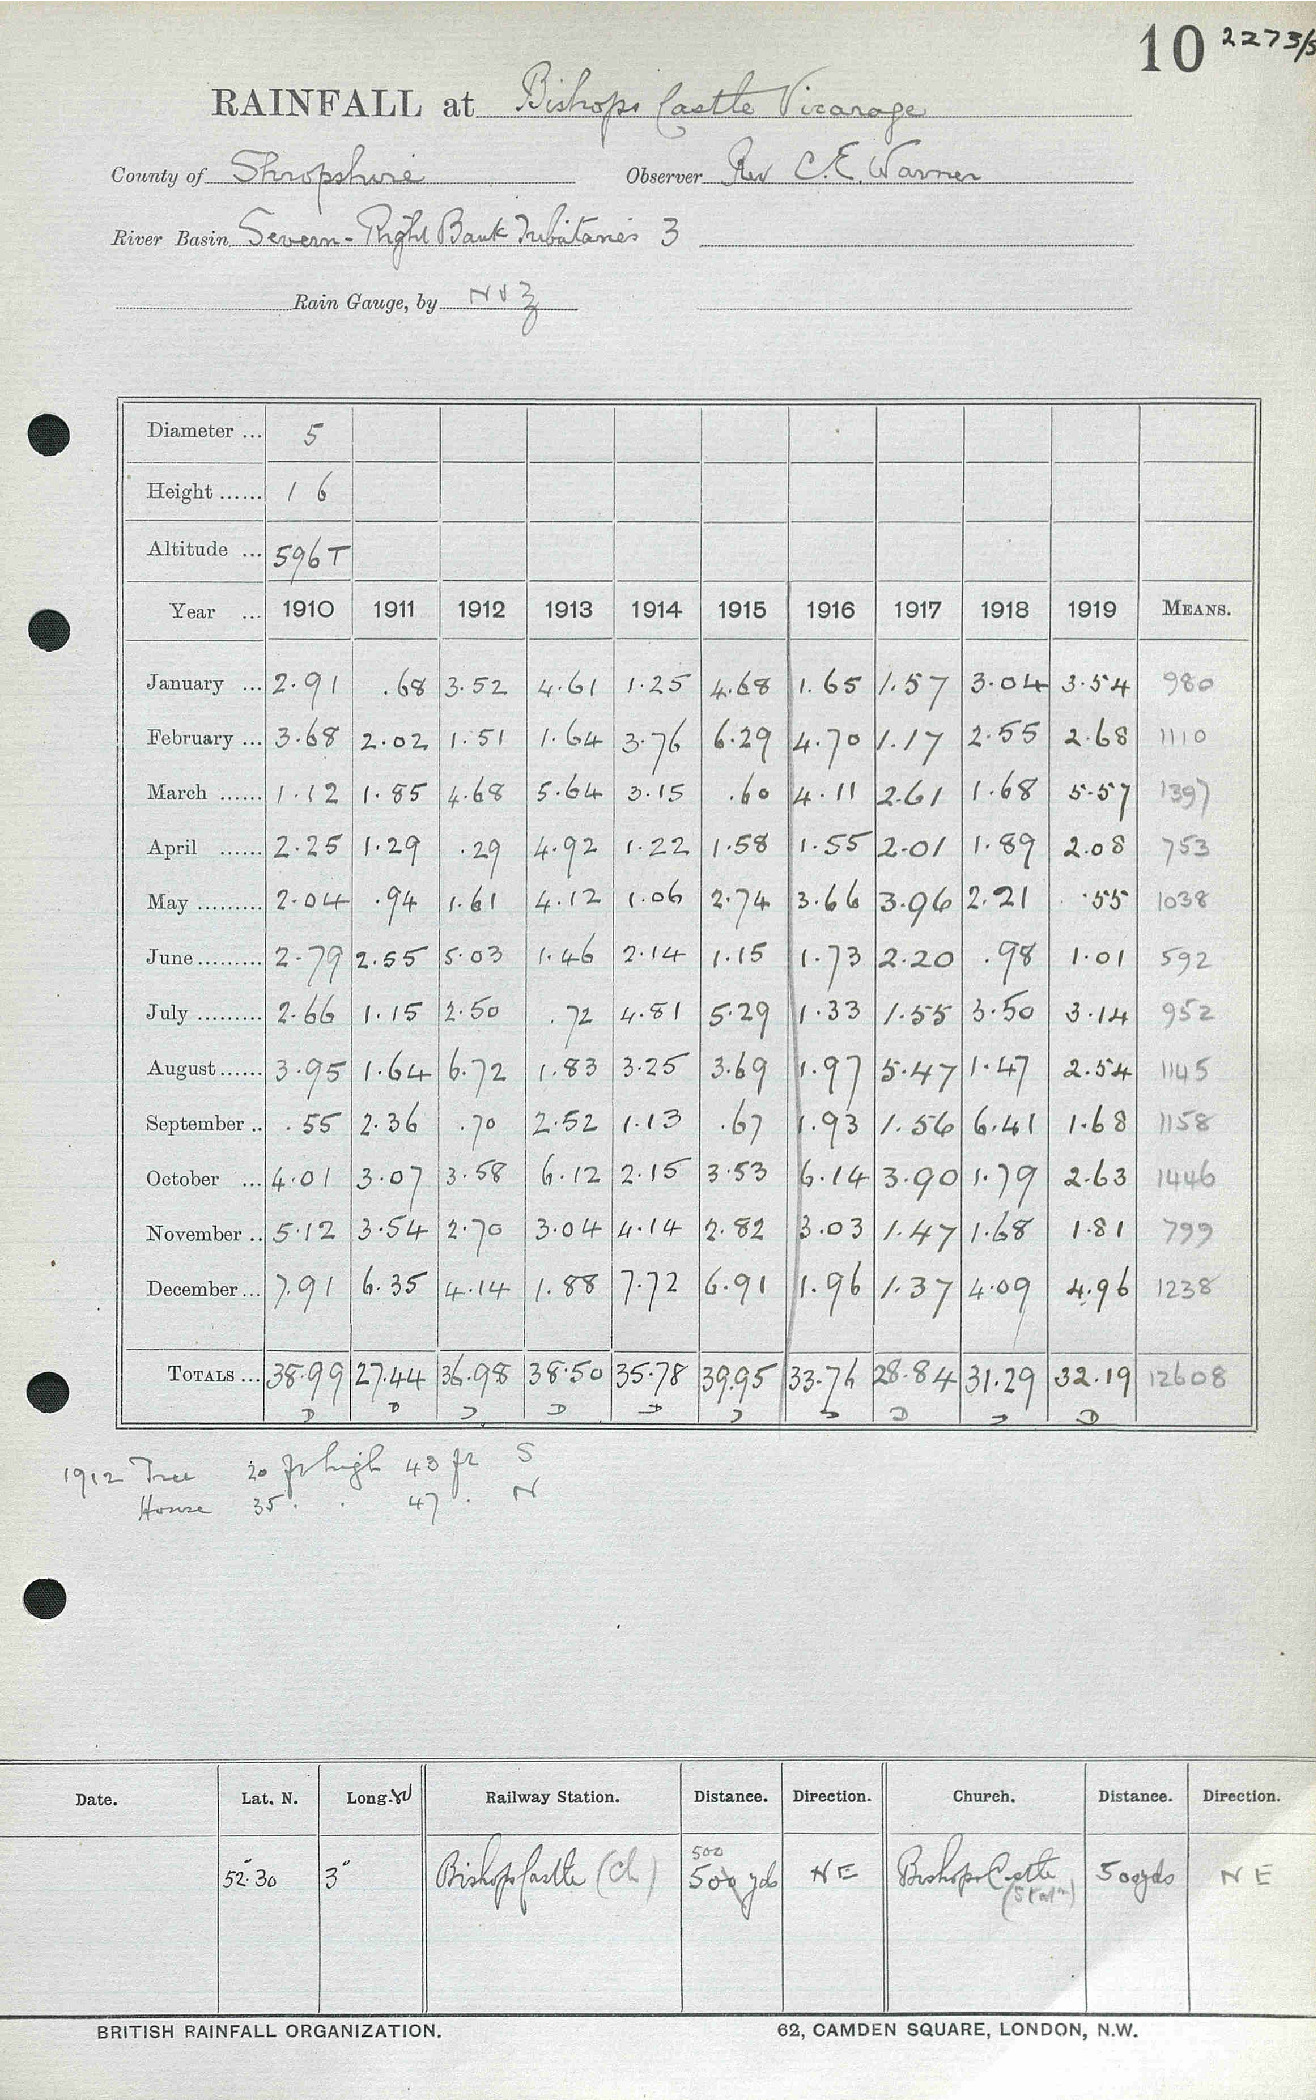 10 2273/3
RAINFALL at Bishops Castle Vicarage
County of Shropshire Observer Rev C.E. Warner
River Basin Severn - Right Bank Tributaries 3
Rain Gauge, by N & Z
Diameter ... 5
Height ...... 1 6
Altitude ... 596 T
Year ... 1910 1911 1912 1913 1914 1915 1916 1917 1918 1919 MEANS.
January ... 2.91 .68 3.52 4.61 1.25 4.68 1.65 1.57 3.04 3.54 980
February ... 3.68 2.02 1.51 1.64 3.76 6.29 4.70 1.17 2.55 2.68 1110
March ...... 1.12 1.85 4.68 5.64 3.15 .60 4.11 2.61 1.68 5.57 1397
April ...... 2.25 1.29 .29 4.92 1.22 1.58 1.55 2.01 1.89 2.08 753
May ......... 2.04 .94 1.61 4.12 1.06 2.74 3.66 3.96 2.21 .55 1038
June ......... 2.79 2.55 5.03 1.46 2.14 1.15 1.73 2.20 .98 1.01 592
July ......... 2.66 1.15 2.50 .72 4.81 5.29 1.33 1.55 3.50 3.14 952
August ...... 3.95 1.64 6.72 1.83 3.25 3.69 1.97 5.47 1.47 2.54 1145
September .. .55 2.36 .70 2.52 1.13 .67 1.93 1.56 6.41 1.68 1158
October ... 4.01 3.07 3.58 6.12 2.15 3.53 6.14 3.90 1.79 2.63 1446
November .. 5.12 3.54 2.70 3.04 4.14 2.82 3.03 1.47 1.68 1.81 799
December ... 7.91 6.35 4.14 1.88 7.72 6.91 1.96 1.37 4.09 4.96 1238
TOTALS ... 38.99 27.44 36.98 38.50 35.78 39.95 33.76 28.84 31.29 32.19 12608
D D D D D D D D D D
1912 Tree 20 ft high 43 ft S
House 35 . . 47 . N
Date. Lat. N. Long. W Railway Station. Distance. Direction. Church. Distance. Direction.
500
52° 30 3° Bishops Castle (Ch) 500 yds NE Bishops Castle 500 yds NE
(Statn)
BRITISH RAINFALL ORGANIZATION. 62, CAMDEN SQUARE, LONDON, N.W.